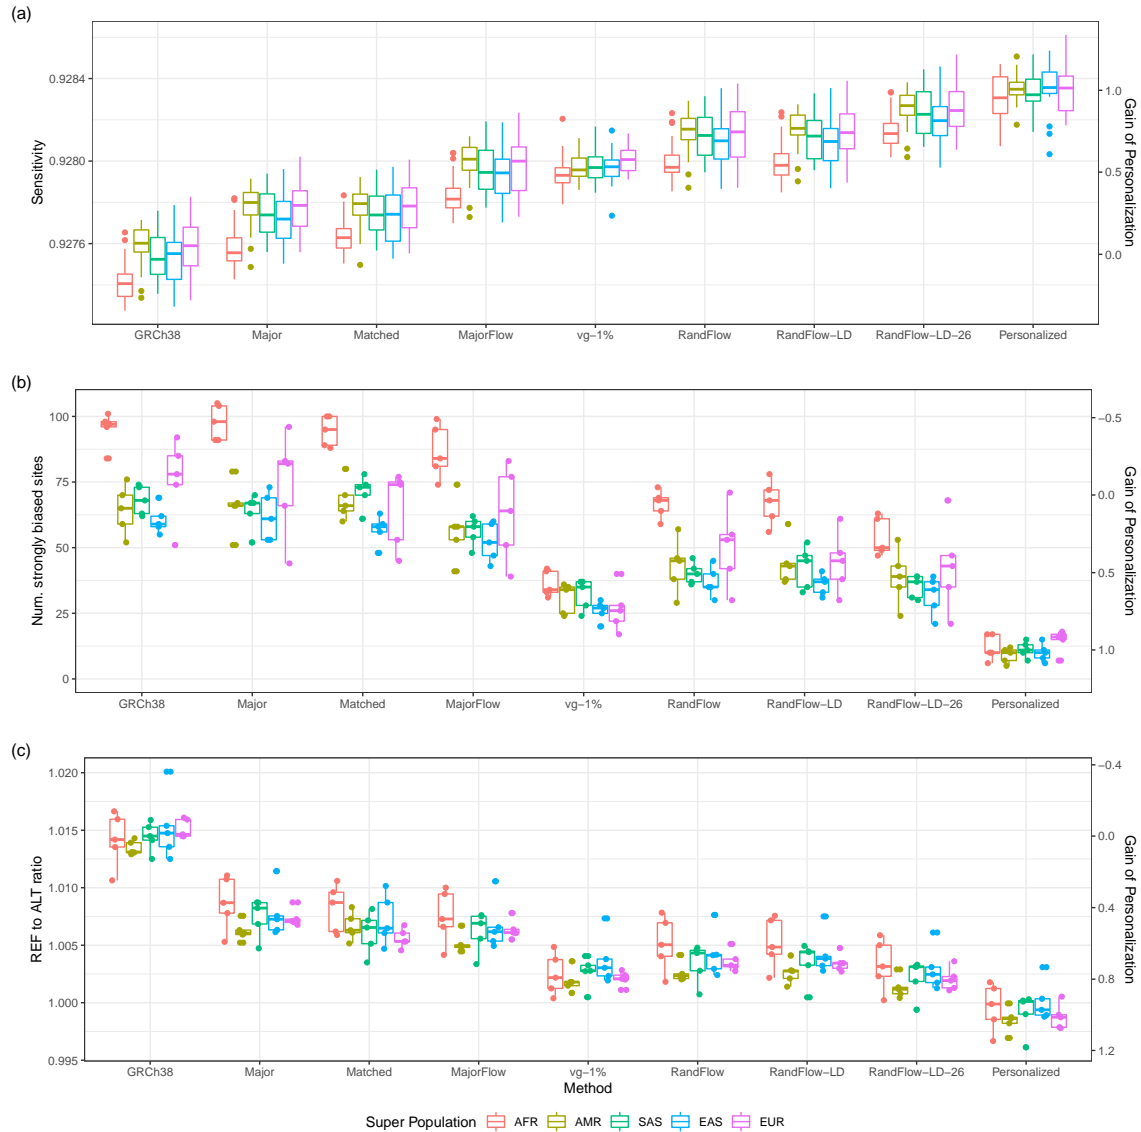 (a)
Sensitivity
0.9284
0.9280
0.9276
1.0
0.5
0.0
Gain of Personalization
GRCh38 Major Matched MajorFlow vg−1% RandFlow RandFlow−LD RandFlow−LD−26 Personalized
(b)
Num. strongly biased sites
100
75
50
25
0
−0.5
0.0
0.5
1.0
Gain of Personalization
GRCh38 Major Matched MajorFlow vg−1% RandFlow RandFlow−LD RandFlow−LD−26 Personalized
(c)
REF to ALT ratio
1.020
1.015
1.010
1.005
1.000
0.995
−0.4
0.0
0.4
0.8
1.2
Gain of Personalization
GRCh38 Major Matched MajorFlow vg−1% RandFlow RandFlow−LD RandFlow−LD−26 Personalized
Method
Super Population AFR AMR SAS EAS EUR